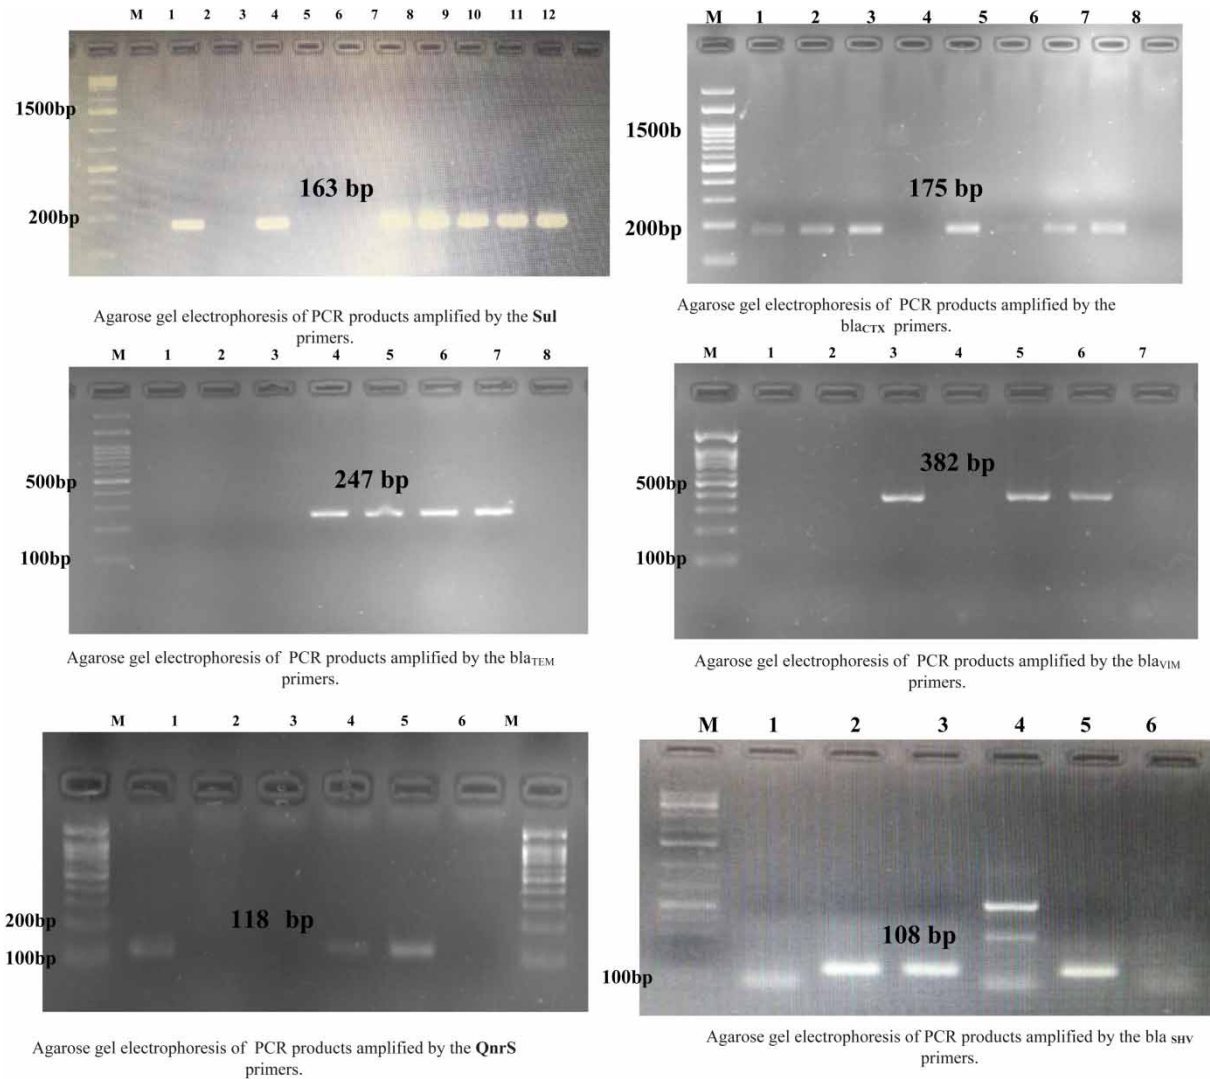 M 1 2 3 4 5 6 7 8 9 10 11 12
1500bp
163 bp
200bp
Agarose gel electrophoresis of PCR products amplified by the Sul
primers.
M 1 2 3 4 5 6 7 8
1500b
175 bp
200bp
Agarose gel electrophoresis of PCR products amplified by the
blaCTX primers.
M 1 2 3 4 5 6 7 8
500bp
247 bp
100bp
Agarose gel electrophoresis of PCR products amplified by the blaTEM
primers.
M 1 2 3 4 5 6 7
500bp
382 bp
100bp
Agarose gel electrophoresis of PCR products amplified by the blaVIM
primers.
M 1 2 3 4 5 6 M
200bp
118 bp
100bp
Agarose gel electrophoresis of PCR products amplified by the QnrS
primers.
M 1 2 3 4 5 6
108 bp
100bp
Agarose gel electrophoresis of PCR products amplified by the bla SHV
primers.